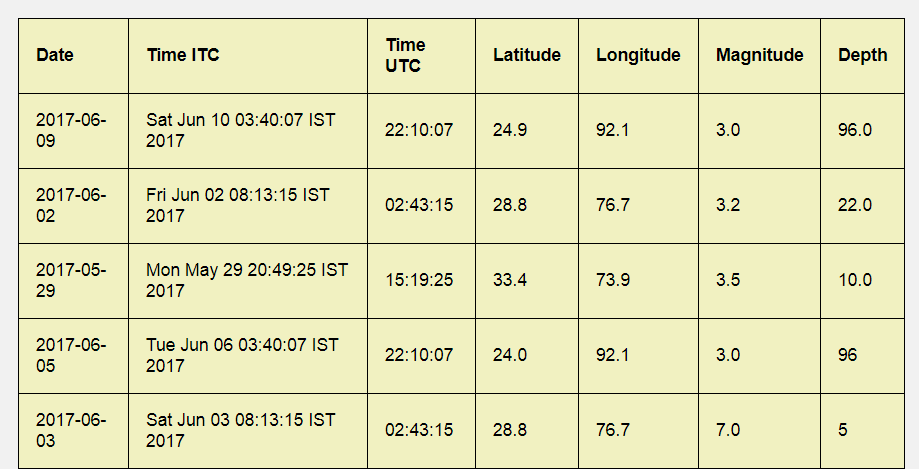 Date Time ITC Time UTC Latitude Longitude Magnitude Depth
2017-06-09 Sat Jun 10 03:40:07 IST 2017 22:10:07 24.9 92.1 3.0 96.0
2017-06-02 Fri Jun 02 08:13:15 IST 2017 02:43:15 28.8 76.7 3.2 22.0
2017-05-29 Mon May 29 20:49:25 IST 2017 15:19:25 33.4 73.9 3.5 10.0
2017-06-05 Tue Jun 06 03:40:07 IST 2017 22:10:07 24.0 92.1 3.0 96
2017-06-03 Sat Jun 03 08:13:15 IST 2017 02:43:15 28.8 76.7 7.0 5